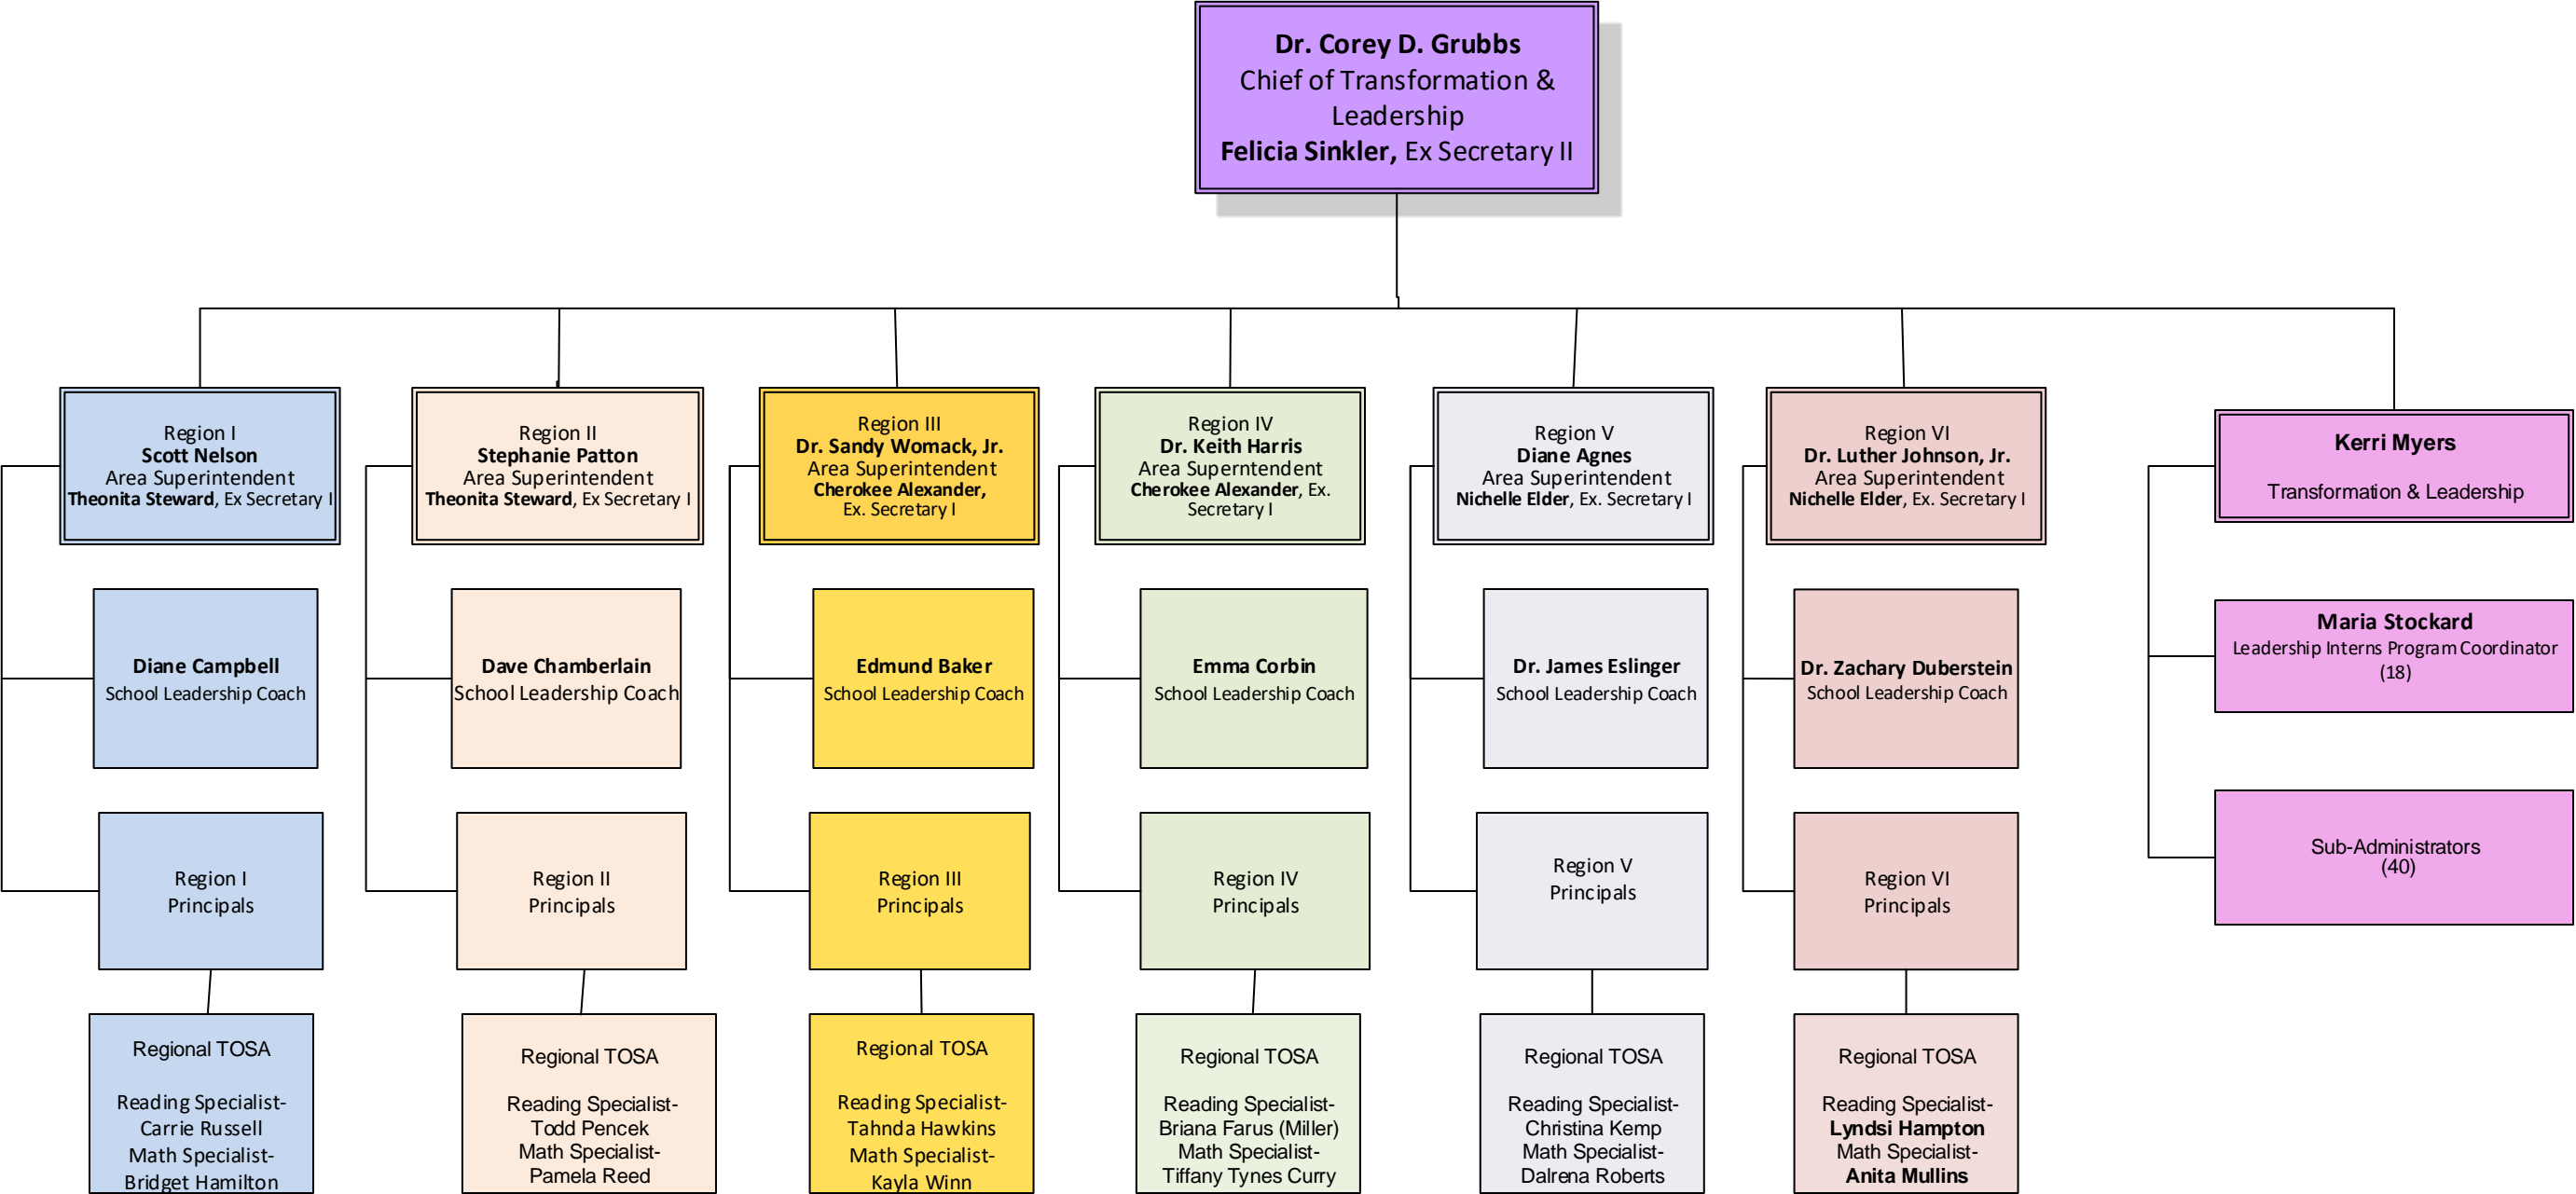 Dr. Corey D. Grubbs
Chief of Transformation &
Leadership
Felicia Sinkler, Ex Secretary II
Region I
Scott Nelson
Area Superintendent
Theonita Steward, Ex Secretary I
Region II
Stephanie Patton
Area Superintendent
Theonita Steward, Ex Secretary I
Region III
Dr. Sandy Womack, Jr.
Area Superintendent
Cherokee Alexander,
Ex. Secretary I
Region IV
Dr. Keith Harris
Area Superntendent
Cherokee Alexander, Ex.
Secretary I
Region V
Diane Agnes
Area Superintendent
Nichelle Elder, Ex. Secretary I
Region VI
Dr. Luther Johnson, Jr.
Area Superintendent
Nichelle Elder, Ex. Secretary I
Kerri Myers
Transformation & Leadership
Diane Campbell
School Leadership Coach
Dave Chamberlain
School Leadership Coach
Edmund Baker
School Leadership Coach
Emma Corbin
School Leadership Coach
Dr. James Eslinger
School Leadership Coach
Dr. Zachary Duberstein
School Leadership Coach
Maria Stockard
Leadership Interns Program Coordinator
(18)
Region I
Principals
Region II
Principals
Region III
Principals
Region IV
Principals
Region V
Principals
Region VI
Principals
Sub-Administrators
(40)
Regional TOSA
Reading Specialist-
Carrie Russell
Math Specialist-
Bridget Hamilton
Regional TOSA
Reading Specialist-
Todd Pencek
Math Specialist-
Pamela Reed
Regional TOSA
Reading Specialist-
Tahnda Hawkins
Math Specialist-
Kayla Winn
Regional TOSA
Reading Specialist-
Briana Farus (Miller)
Math Specialist-
Tiffany Tynes Curry
Regional TOSA
Reading Specialist-
Christina Kemp
Math Specialist-
Dalrena Roberts
Regional TOSA
Reading Specialist-
Lyndsi Hampton
Math Specialist-
Anita Mullins